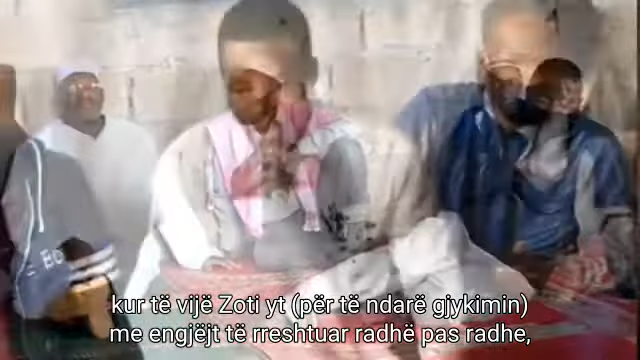 kur të vijë Zoti yt (për të ndarë gjykimin)
me engjëjt të rreshtuar radhë pas radhe,